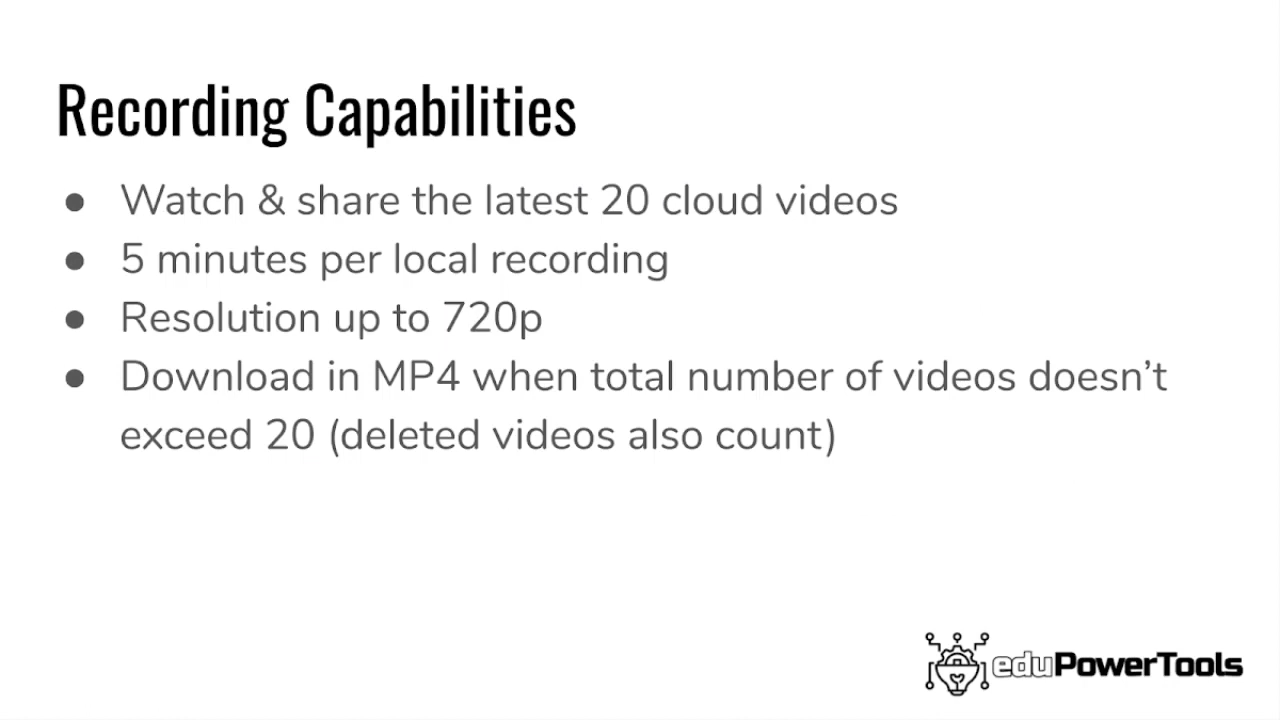 Recording Capabilities
● Watch & share the latest 20 cloud videos
● 5 minutes per local recording
● Resolution up to 720p
● Download in MP4 when total number of videos doesn’t
exceed 20 (deleted videos also count)
eduPowerTools